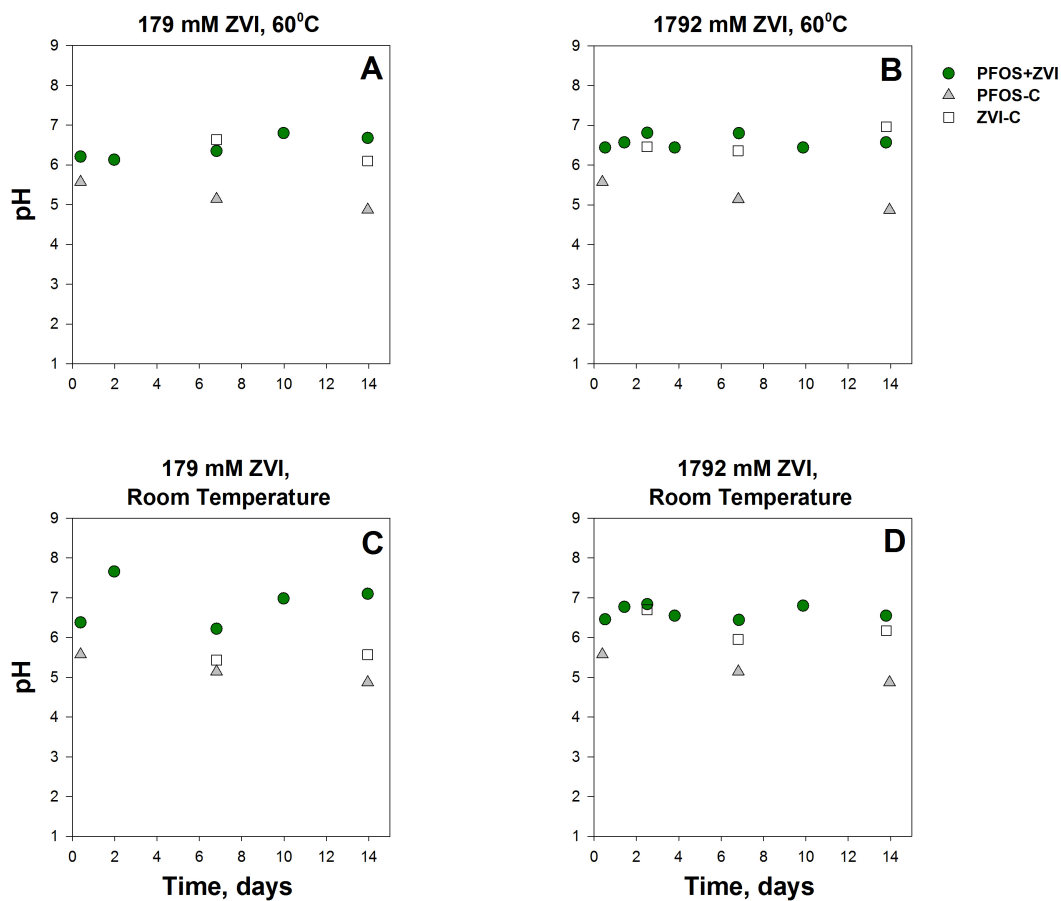 179 mM ZVI, 60⁰C
A
pH
9
8
7
6
5
4
3
2
1
0 2 4 6 8 10 12 14
1792 mM ZVI, 60⁰C
B
9
8
7
6
5
4
3
2
1
0 2 4 6 8 10 12 14
PFOS+ZVI
PFOS-C
ZVI-C
179 mM ZVI,
Room Temperature
C
pH
9
8
7
6
5
4
3
2
1
0 2 4 6 8 10 12 14
Time, days
1792 mM ZVI,
Room Temperature
D
9
8
7
6
5
4
3
2
1
0 2 4 6 8 10 12 14
Time, days